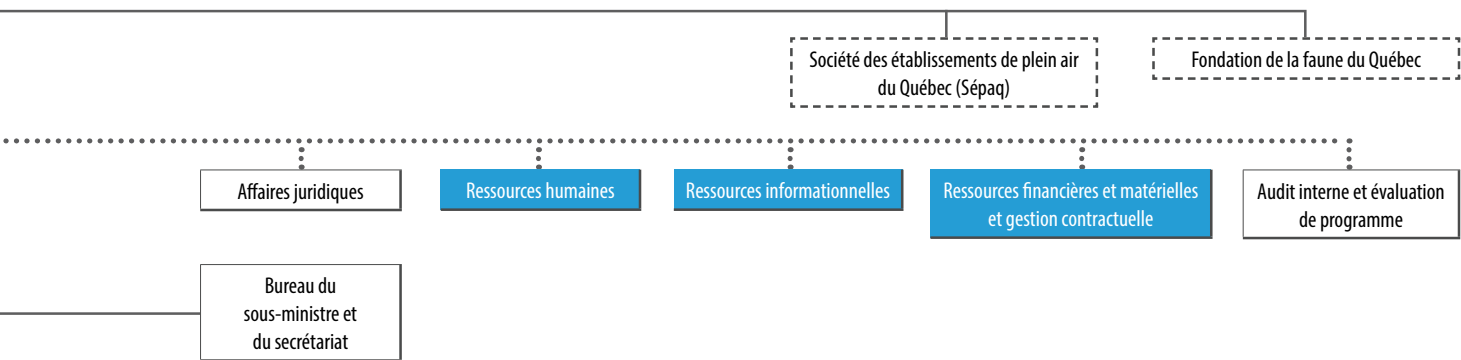 Société des établissements de plein air
du Québec (Sépaq)
Fondation de la faune du Québec
Affaires juridiques
Ressources humaines
Ressources informationnelles
Ressources financières et matérielles
et gestion contractuelle
Audit interne et évaluation
de programme
Bureau du
sous-ministre et
du secrétariat